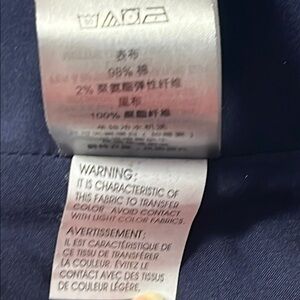 表布
98% 棉
2% 聚氨酯弹性纤维
里布
100% 聚酯纤维
WARNING:
IT IS CHARACTERISTIC OF
THIS FABRIC TO TRANSFER
COLOR. AVOID CONTACT
WITH LIGHT COLOR FABRICS.
AVERTISSEMENT:
IL EST CARACTÉRISTIQUE DE
CE TISSU DE TRANSFÉRER
LA COULEUR. ÉVITEZ LE
CONTACT AVEC DES TISSUS
DE COULEUR LÉGÈRE.